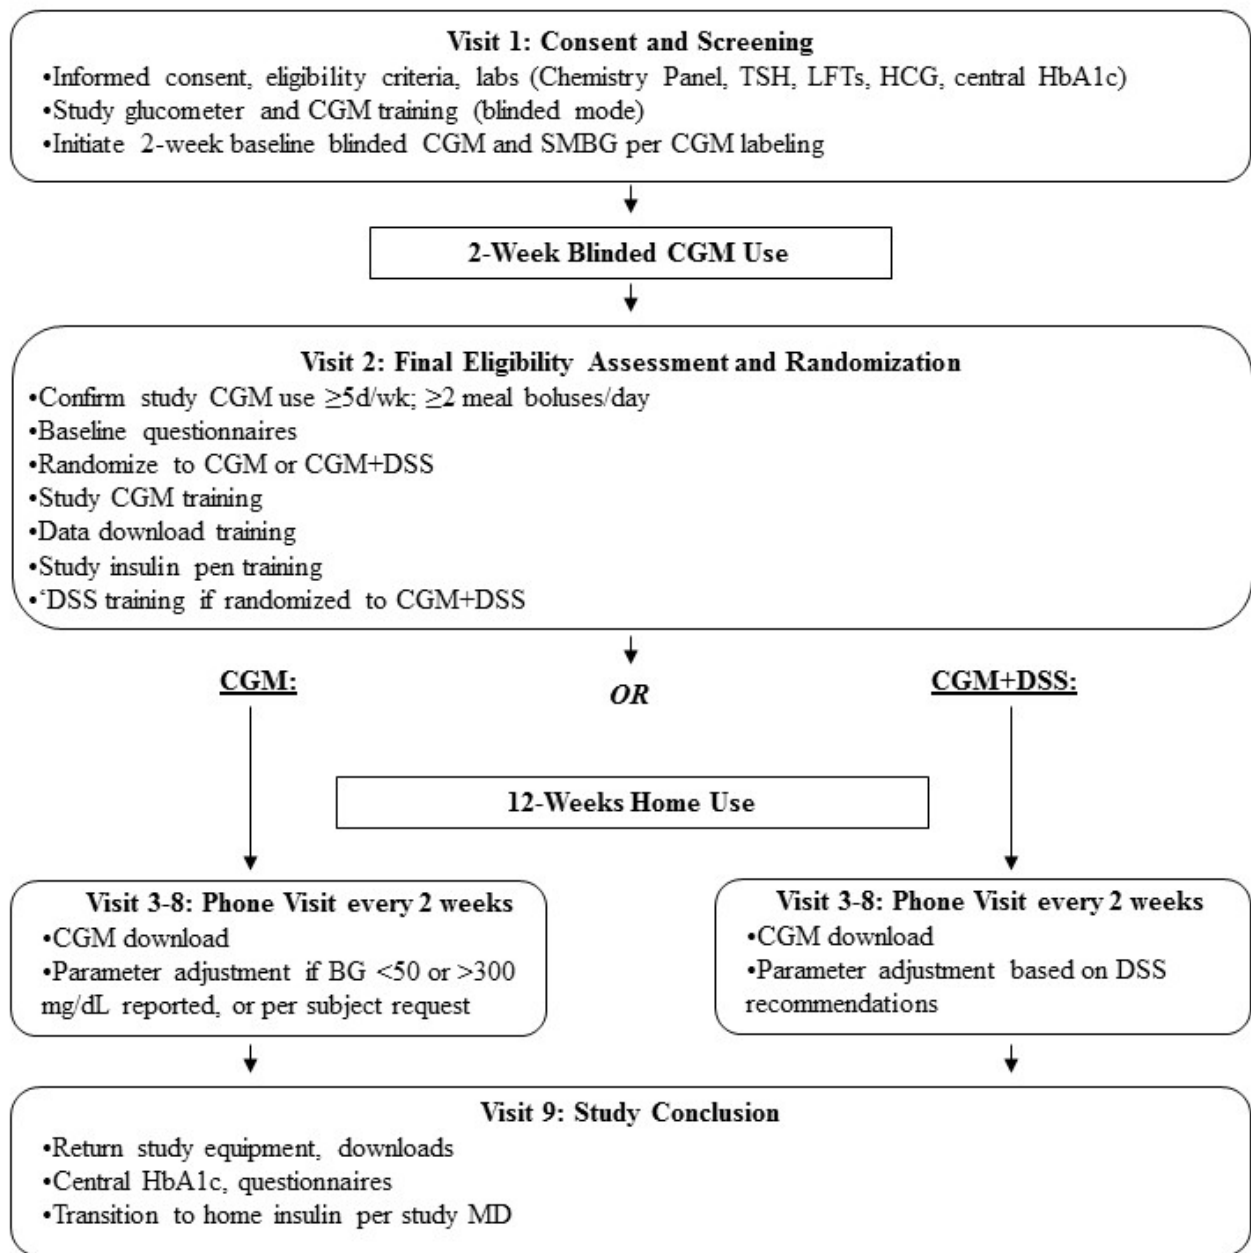 Visit 1: Consent and Screening
•Informed consent, eligibility criteria, labs (Chemistry Panel, TSH, LFTs, HCG, central HbA1c)
•Study glucometer and CGM training (blinded mode)
•Initiate 2-week baseline blinded CGM and SMBG per CGM labeling
2-Week Blinded CGM Use
Visit 2: Final Eligibility Assessment and Randomization
•Confirm study CGM use ≥5d/wk; ≥2 meal boluses/day
•Baseline questionnaires
•Randomize to CGM or CGM+DSS
•Study CGM training
•Data download training
•Study insulin pen training
•‘DSS training if randomized to CGM+DSS
CGM:
OR
CGM+DSS:
12-Weeks Home Use
Visit 3-8: Phone Visit every 2 weeks
•CGM download
•Parameter adjustment if BG <50 or >300
mg/dL reported, or per subject request
Visit 3-8: Phone Visit every 2 weeks
•CGM download
•Parameter adjustment based on DSS
recommendations
Visit 9: Study Conclusion
•Return study equipment, downloads
•Central HbA1c, questionnaires
•Transition to home insulin per study MD